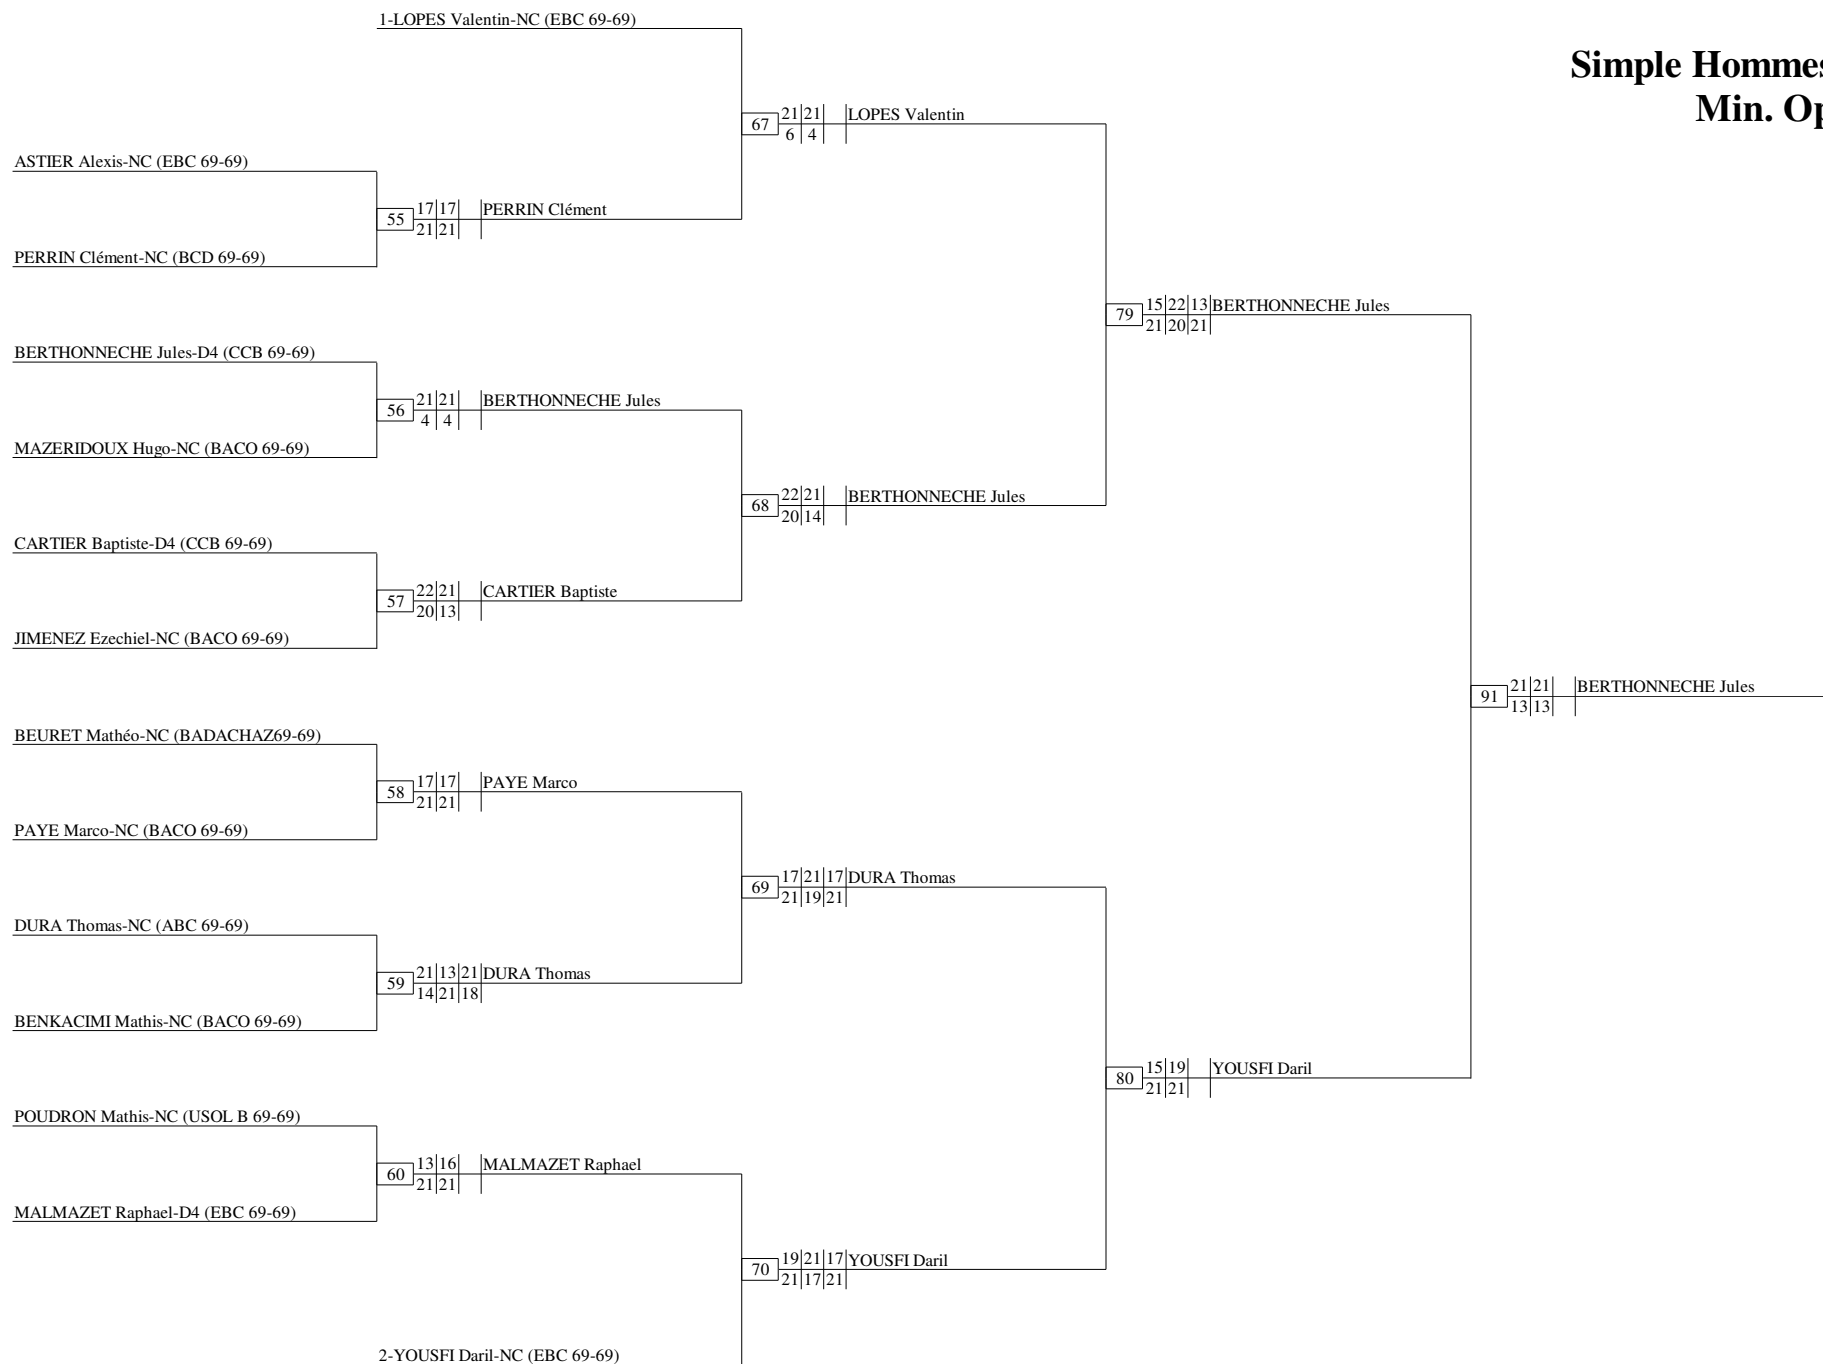 1-LOPES Valentin-NC (EBC 69-69)
Simple Hommes
Min. Op
67 21 21 LOPES Valentin
6 4
ASTIER Alexis-NC (EBC 69-69)
55 17 17 PERRIN Clément
21 21
PERRIN Clément-NC (BCD 69-69)
79 15 22 13 BERTHONNECHE Jules
21 20 21
BERTHONNECHE Jules-D4 (CCB 69-69)
56 21 21 BERTHONNECHE Jules
4 4
MAZERIDOUX Hugo-NC (BACO 69-69)
68 22 21 BERTHONNECHE Jules
20 14
CARTIER Baptiste-D4 (CCB 69-69)
57 22 21 CARTIER Baptiste
20 13
JIMENEZ Ezechiel-NC (BACO 69-69)
91 21 21 BERTHONNECHE Jules
13 13
BEURET Mathéo-NC (BADACHAZ69-69)
58 17 17 PAYE Marco
21 21
PAYE Marco-NC (BACO 69-69)
69 17 21 17 DURA Thomas
21 19 21
DURA Thomas-NC (ABC 69-69)
59 21 13 21 DURA Thomas
14 21 18
BENKACIMI Mathis-NC (BACO 69-69)
80 15 19 YOUSFI Daril
21 21
POUDRON Mathis-NC (USOL B 69-69)
60 13 16 MALMAZET Raphael
21 21
MALMAZET Raphael-D4 (EBC 69-69)
70 19 21 17 YOUSFI Daril
21 17 21
2-YOUSFI Daril-NC (EBC 69-69)